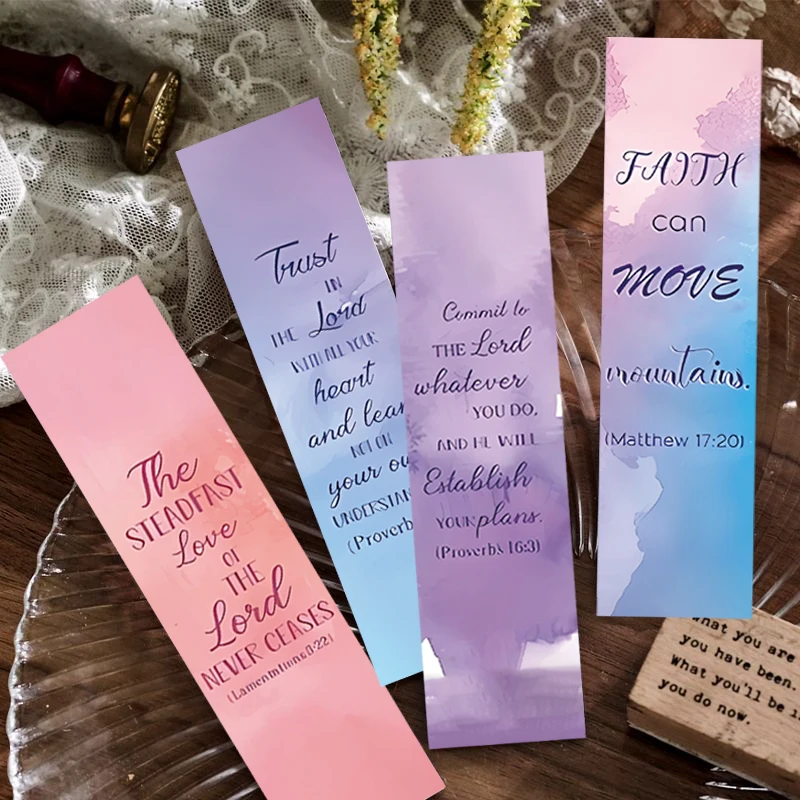 The
STEADFAST
Love
OF
THE
Lord
NEVER CEASES
Trust
IN
THE Lord
WITH ALL YOUR
heart
and lean
NOT ON
your ow
UNDERSTAN
(Proverb
Commit to
THE Lord
whatever
YOU DO,
AND HE WILL
Establish
YOUR plans.
(Proverbs 16:3)
FAITH
can
MOVE
mountains.
(Matthew 17:20)
hat you are
you have been.
What you'll be i
you do now.